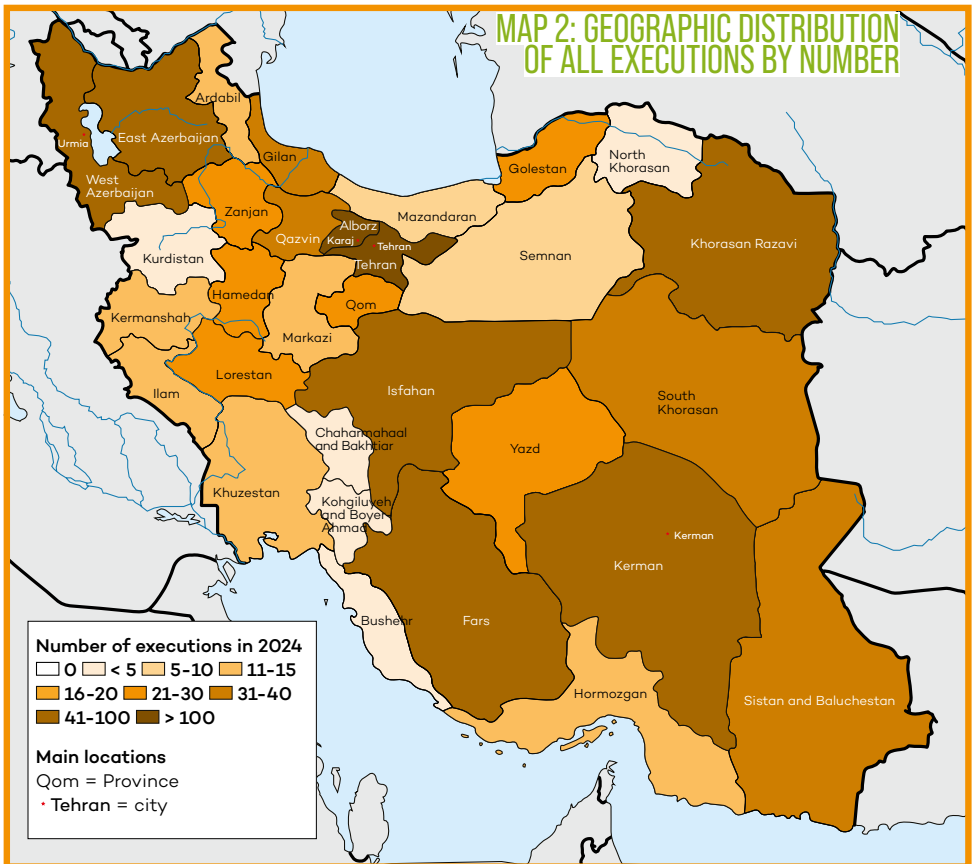 MAP 2: GEOGRAPHIC DISTRIBUTION
OF ALL EXECUTIONS BY NUMBER
Ardabil
Urmia
East Azerbaijan
Gilan
Golestan
North
Khorasan
West
Azerbaijan
Zanjan
Mazandaran
Alborz
Qazvin
Karaj
Tehran
Khorasan Razavi
Kurdistan
Tehran
Semnan
Hamedan
Qom
Kermanshah
Markazi
Lorestan
Ilam
Isfahan
South
Khorasan
Chaharmahaal
and Bakhtiar
Yazd
Khuzestan
Kohgiluyeh
and Boyer-
Ahmad
Kerman
Kerman
Bushehr
Fars
Hormozgan
Sistan and Baluchestan
Number of executions in 2024
0 < 5 5-10 11-15
16-20 21-30 31-40
41-100 > 100
Main locations
Qom = Province
Tehran = city